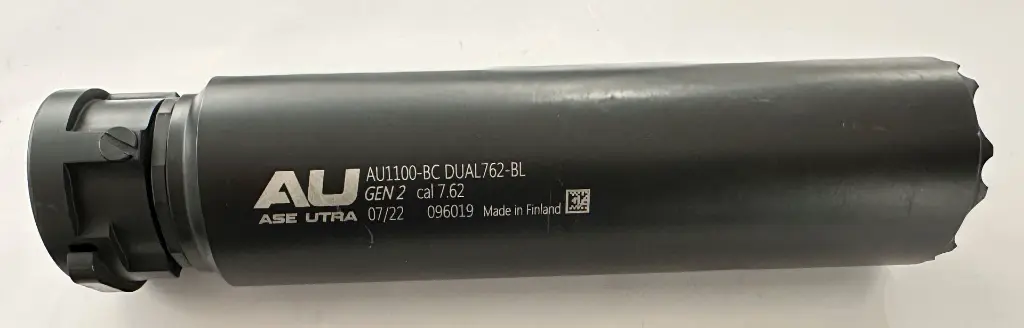 AU
ASE UTRA
AU1100-BC DUAL762-BL
GEN 2 cal 7.62
07/22 096019 Made in Finland